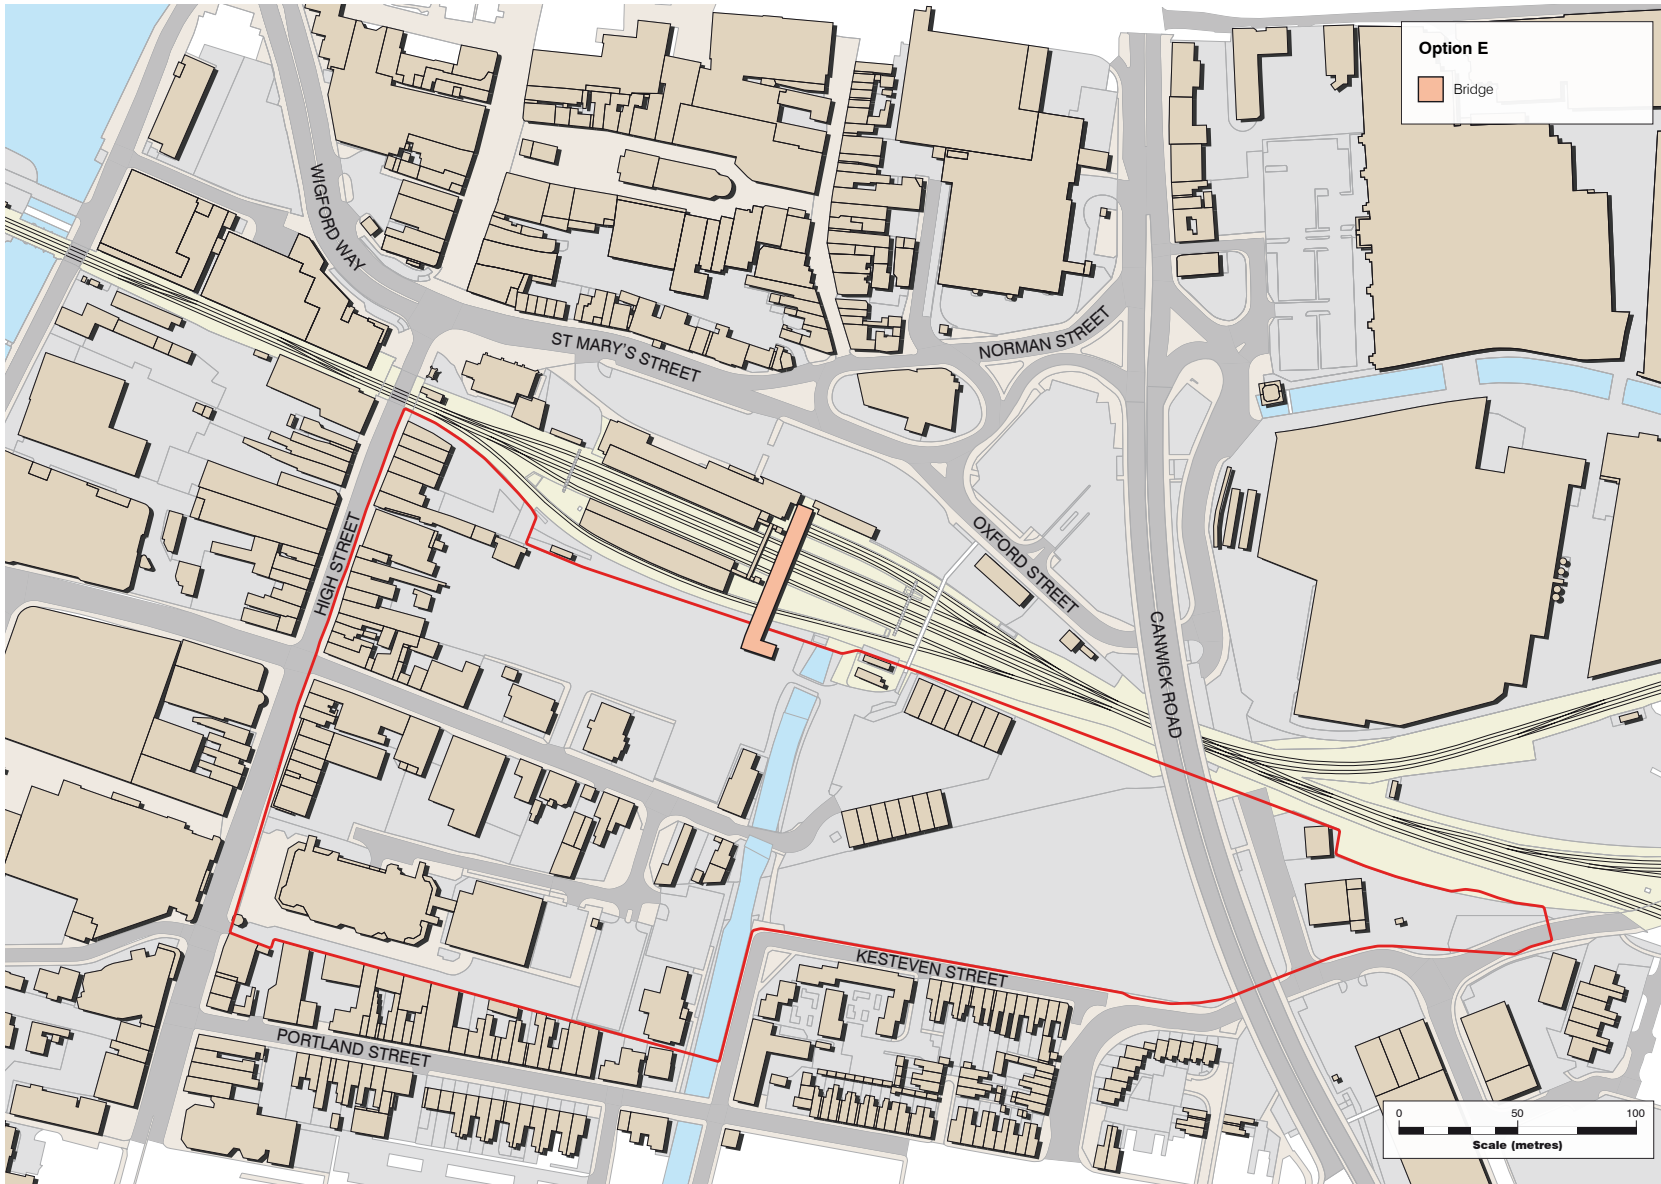 Option E
Bridge
WIGFORD WAY
ST MARY'S STREET
NORMAN STREET
HIGH STREET
OXFORD STREET
CANWICK ROAD
KESTEVEN STREET
PORTLAND STREET
0 50 100
Scale (metres)